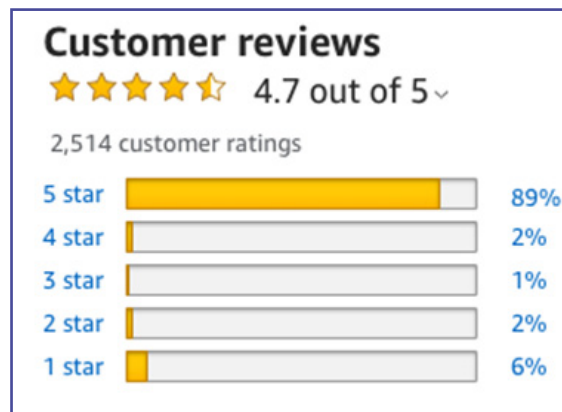 Customer reviews
4.7 out of 5
2,514 customer ratings
5 star 89%
4 star 2%
3 star 1%
2 star 2%
1 star 6%